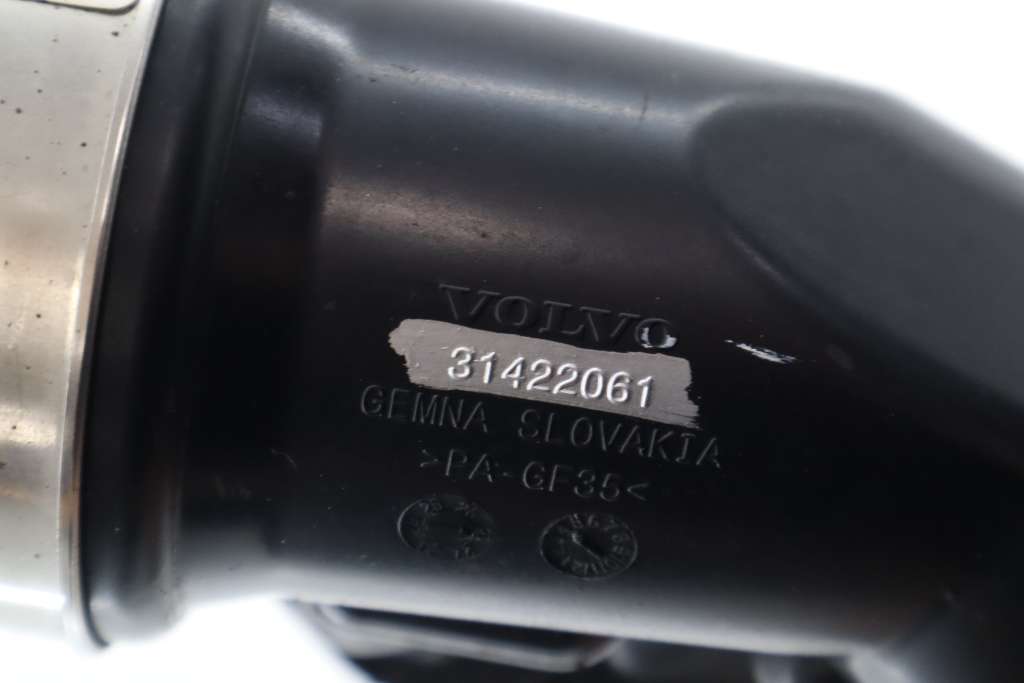 VOLVO
31422061
GEMNA SLOVAKIA
>PA-GF35<